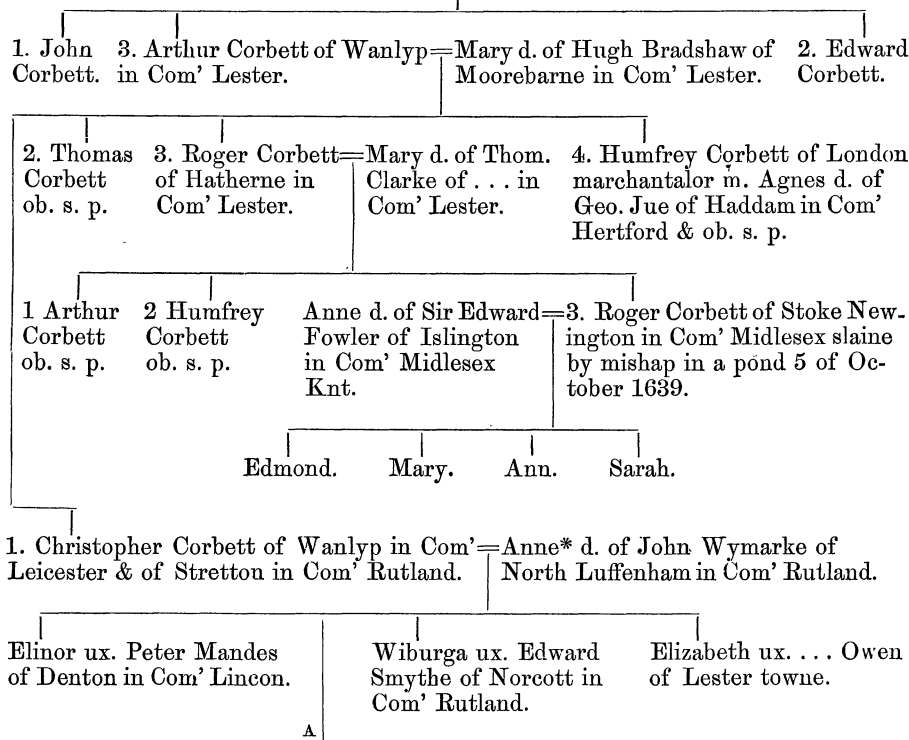 1. John
Corbett.
3. Arthur Corbett of Wanlyp=Mary d. of Hugh Bradshaw of
in Com' Lester.
Moorebarne in Com' Lester.
2. Edward
Corbett.
2. Thomas
Corbett
ob. s. p.
3. Roger Corbett=Mary d. of Thom.
of Hatherne in
Com' Lester.
Clarke of . . . in
Com' Lester.
4. Humfrey Corbett of London
marchantalor m. Agnes d. of
Geo. Jue of Haddam in Com'
Hertford & ob. s. p.
1 Arthur
Corbett
ob. s. p.
2 Humfrey
Corbett
ob. s. p.
Anne d. of Sir Edward=3. Roger Corbett of Stoke New-
Fowler of Islington
in Com' Midlesex
Knt.
ington in Com' Midlesex slaine
by mishap in a pond 5 of Oc-
tober 1639.
Edmond. Mary. Ann. Sarah.
1. Christopher Corbett of Wanlyp in Com'=Anne* d. of John Wymarke of
Leicester & of Stretton in Com' Rutland.
North Luffenham in Com' Rutland.
Elinor ux. Peter Mandes
of Denton in Com' Lincon.
A
Wiburga ux. Edward
Smythe of Norcott in
Com' Rutland.
Elizabeth ux. . . . Owen
of Lester towne.